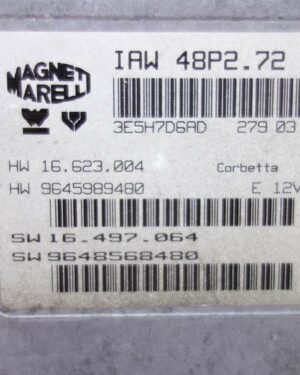 MAGNETI
MARELLI
IAW 48P2.72
3E5H7D6AD 279 03
HW 16.623.004 Corbetta
HW 9645989480 E 12V
SW 16.497.064
SW 9648568480